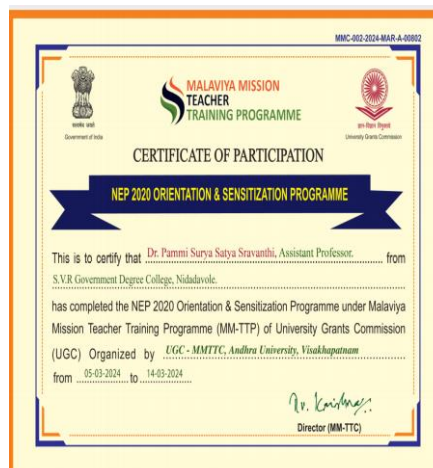 MMC-002-2024-MAR-A-00802
MALAVIYA MISSION
TEACHER
TRAINING PROGRAMME
Government of India
ज्ञान-विज्ञान विमुक्तये
University Grants Commission
CERTIFICATE OF PARTICIPATION
NEP 2020 ORIENTATION & SENSITIZATION PROGRAMME
This is to certify that Dr. Pammi Surya Satya Sravanthi, Assistant Professor. from
S.V.R Government Degree College, Nidadavole.
has completed the NEP 2020 Orientation & Sensitization Programme under Malaviya
Mission Teacher Training Programme (MM-TTP) of University Grants Commission
(UGC) Organized by UGC - MMTTC, Andhra University, Visakhapatnam
from 05-03-2024 to 14-03-2024
Director (MM-TTC)